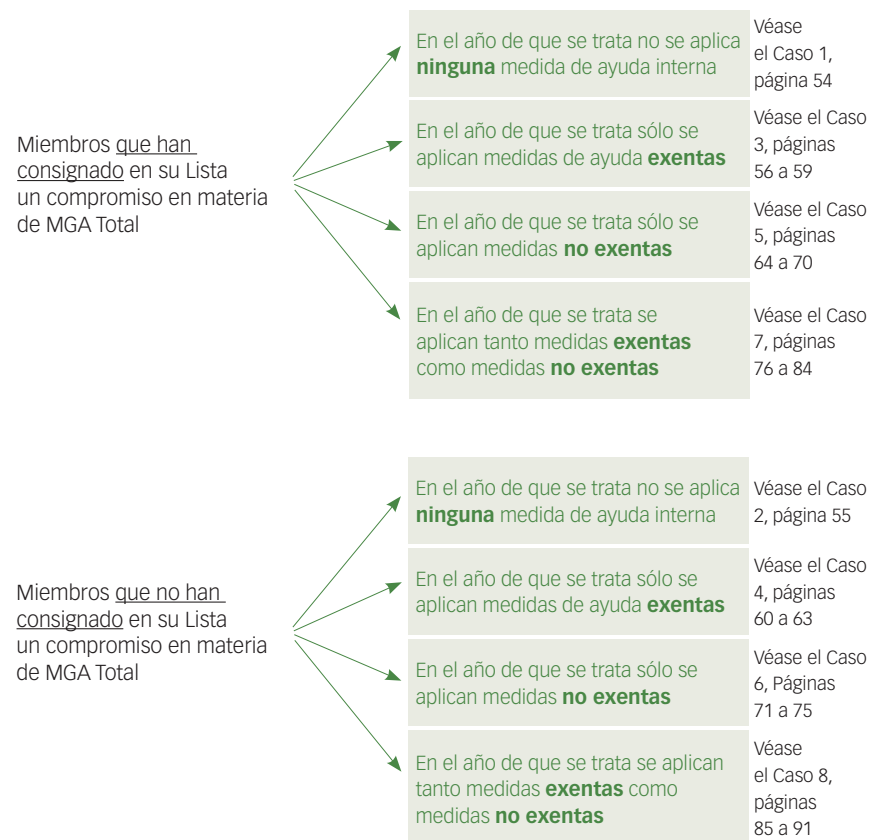 Miembros que han
consignado en su Lista
un compromiso en materia
de MGA Total
En el año de que se trata no se aplica
ninguna medida de ayuda interna
Véase
el Caso 1,
página 54
En el año de que se trata sólo se
aplican medidas de ayuda exentas
Véase el Caso
3, páginas
56 a 59
En el año de que se trata sólo se
aplican medidas no exentas
Véase el Caso
5, páginas
64 a 70
En el año de que se trata se
aplican tanto medidas exentas
como medidas no exentas
Véase el Caso
7, páginas
76 a 84
Miembros que no han
consignado en su Lista
un compromiso en materia
de MGA Total
En el año de que se trata no se aplica
ninguna medida de ayuda interna
Véase el Caso
2, página 55
En el año de que se trata sólo se
aplican medidas de ayuda exentas
Véase el Caso
4, páginas
60 a 63
En el año de que se trata sólo se
aplican medidas no exentas
Véase el Caso
6, Páginas
71 a 75
En el año de que se trata se aplican
tanto medidas exentas como
medidas no exentas
Véase
el Caso 8,
páginas
85 a 91